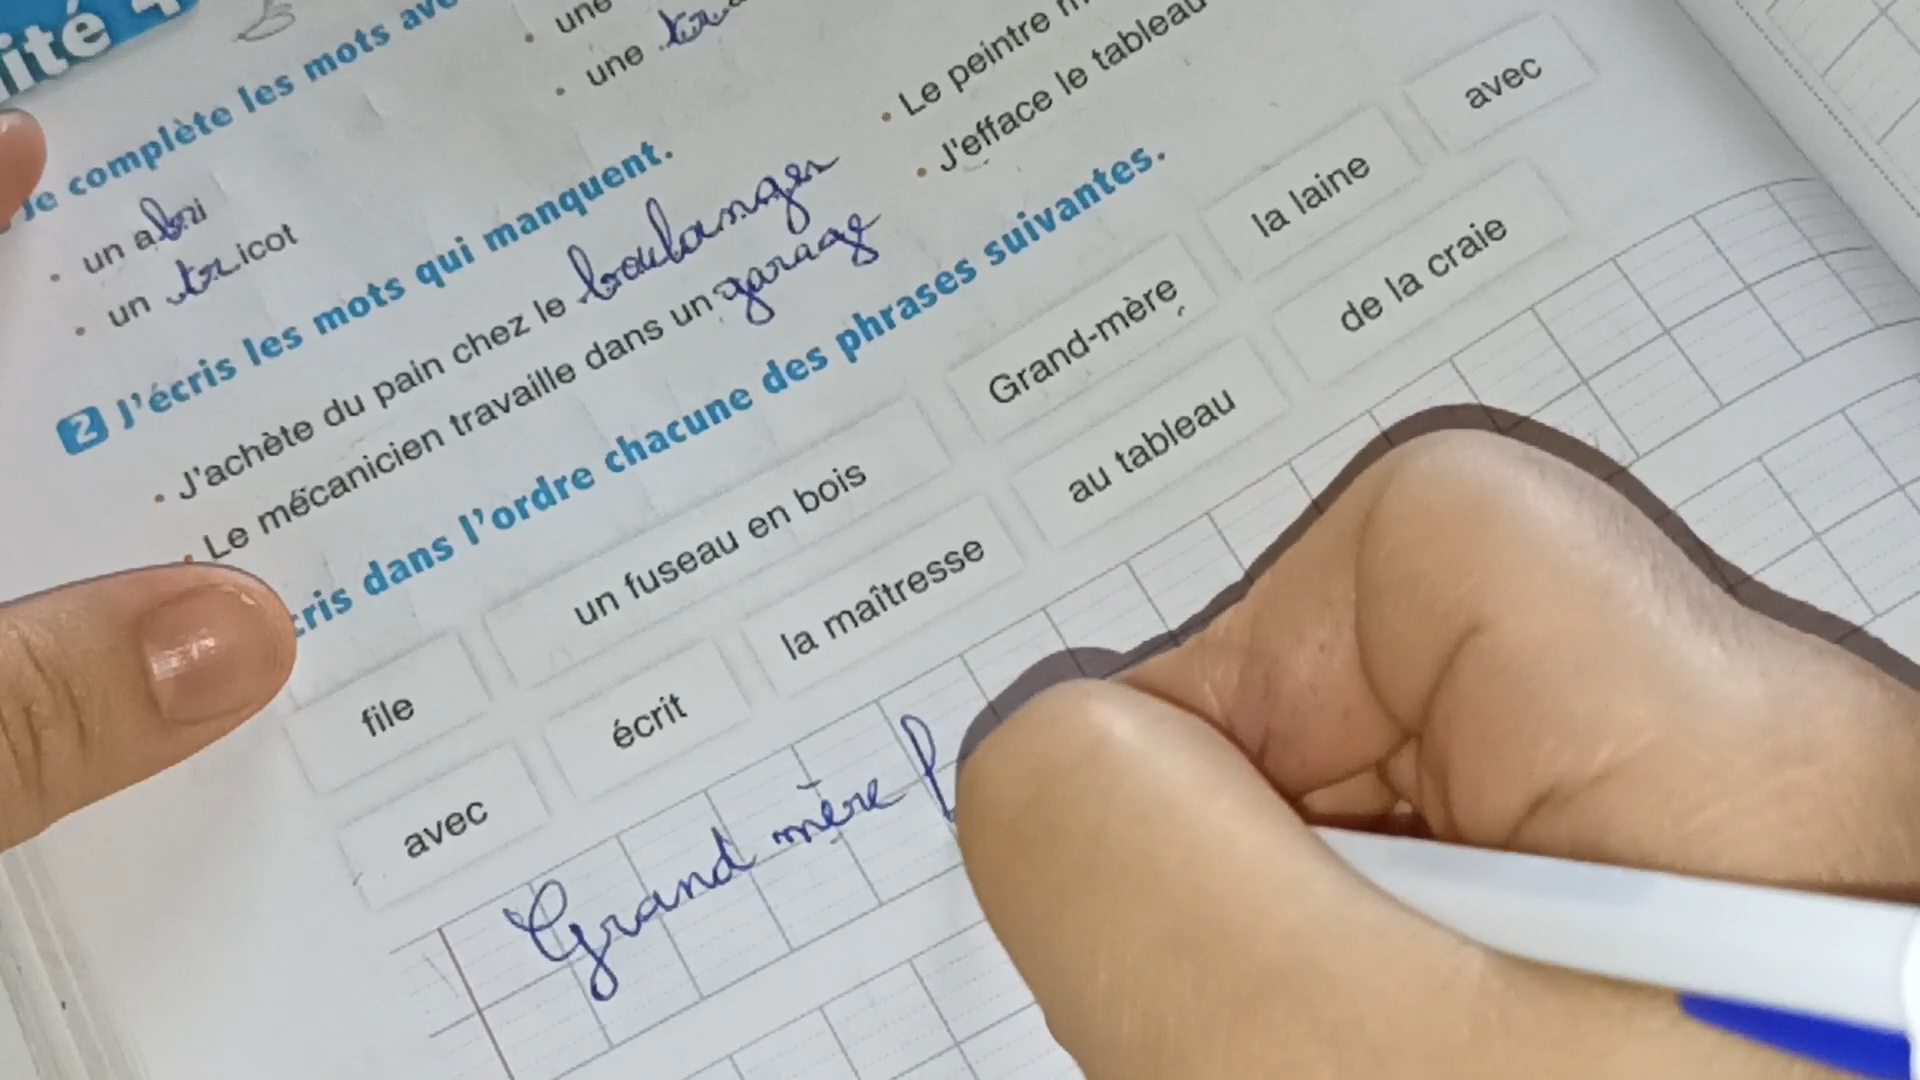 ité 4
Je complète les mots ave
une
une tr
un abri
un tricot
2 J'écris les mots qui manquent.
J'achète du pain chez le boulanger
Le mécanicien travaille dans un garage
Le peintre
J'efface le tableau
cris dans l'ordre chacune des phrases suivantes.
file
un fuseau en bois
Grand-mère
la laine
avec
avec
écrit
la maîtresse
au tableau
de la craie
Grand mère f